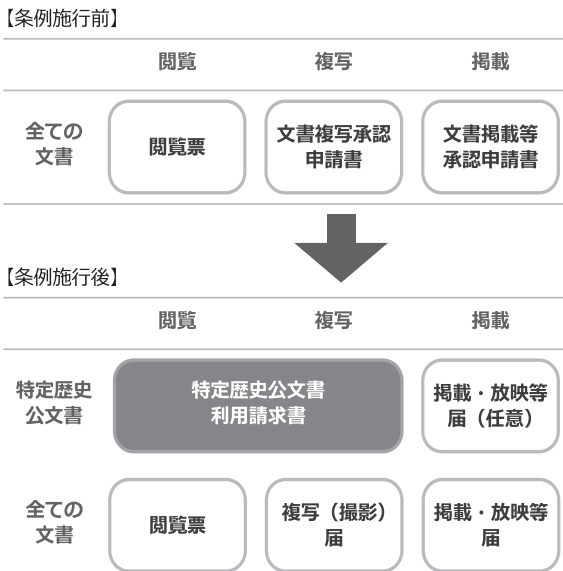 【条例施行前】
閲覧 複写 掲載
全ての
文書
閲覧票
文書複写承認
申請書
文書掲載等
承認申請書
【条例施行後】
閲覧 複写 掲載
特定歴史
公文書
特定歴史公文書
利用請求書
掲載・放映等
届（任意）
全ての
文書
閲覧票
複写（撮影）
届
掲載・放映等
届